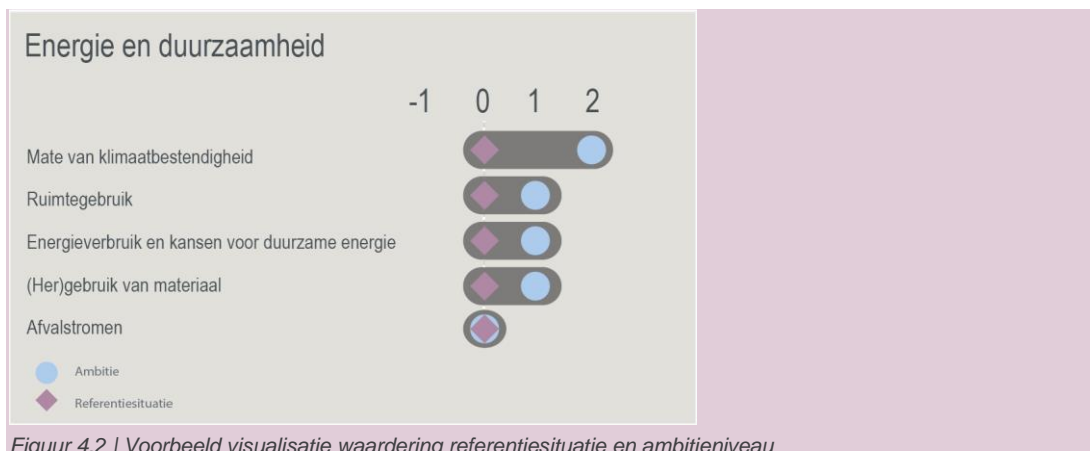 Energie en duurzaamheid
-1 0 1 2
Mate van klimaatbestendigheid
Ruimtegebruik
Energieverbruik en kansen voor duurzame energie
(Her)gebruik van materiaal
Afvalstromen
Ambitie
Referentiesituatie
Figuur 4.2 | Voorbeeld visualisatie waardering referentiesituatie en ambitieniveau